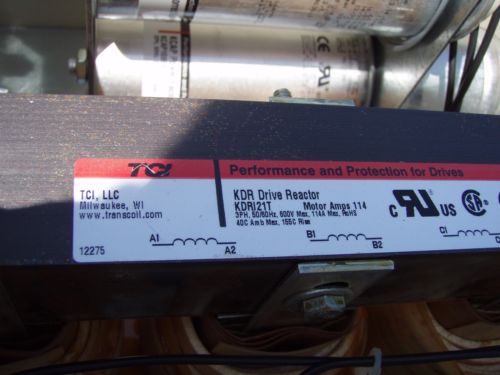 TCI
Performance and Protection for Drives
TCI, LLC
Milwaukee, WI
www.transcoil.com
KDR Drive Reactor
KDRI21T Motor Amps 114
3PH, 50/60Hz, 600V Max, 114A Max, RoHS
40C Amb Max, 155C Rise
C US
A1
A2
B1
B2
C1
12275